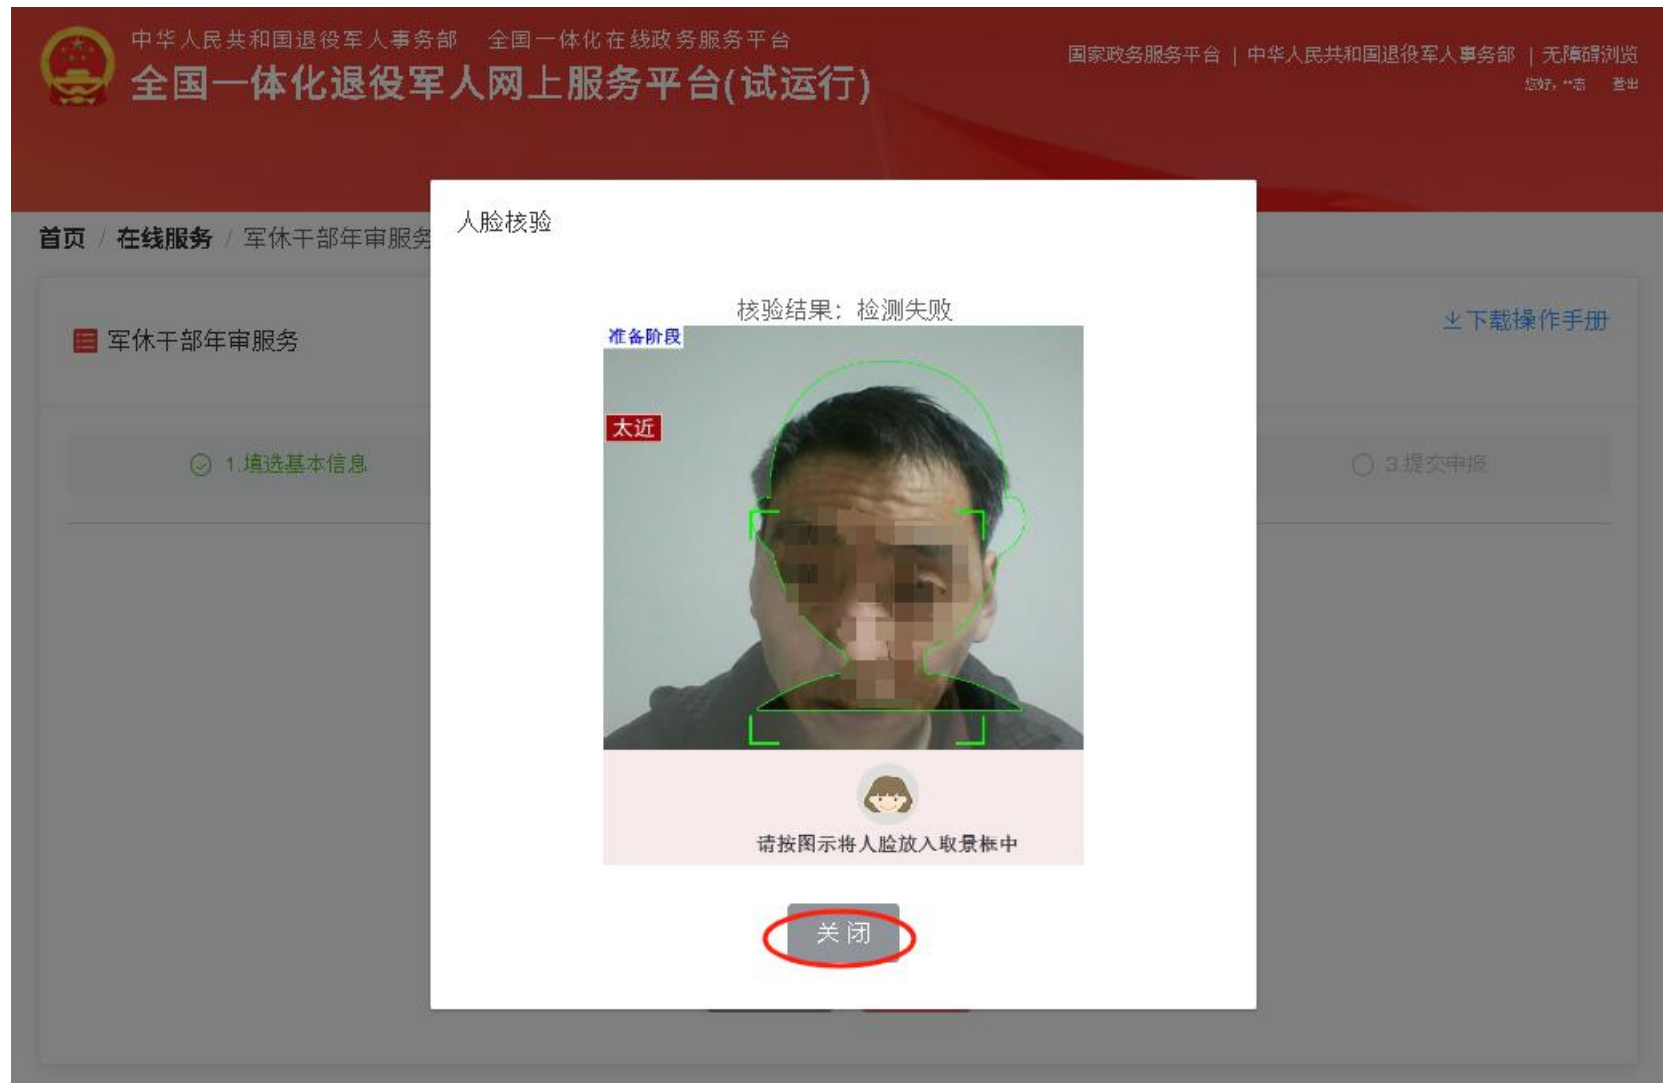 中华人民共和国退役军人事务部 全国一体化在线政务服务平台
全国一体化退役军人网上服务平台(试运行)
国家政务服务平台 | 中华人民共和国退役军人事务部 | 无障碍浏览
您好，**志 登出
首页 / 在线服务 / 军休干部年审服务
人脸核验
核验结果：检测失败
准备阶段
太近
军休干部年审服务
下载操作手册
1.填选基本信息
3.提交申报
请按图示将人脸放入取景框中
关闭